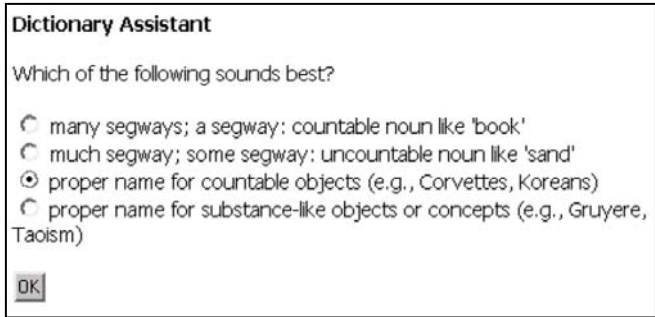 Dictionary Assistant
Which of the following sounds best?
many segways; a segway: countable noun like 'book'
much segway; some segway: uncountable noun like 'sand'
proper name for countable objects (e.g., Corvettes, Koreans)
proper name for substance-like objects or concepts (e.g., Gruyere,
Taoism)
OK